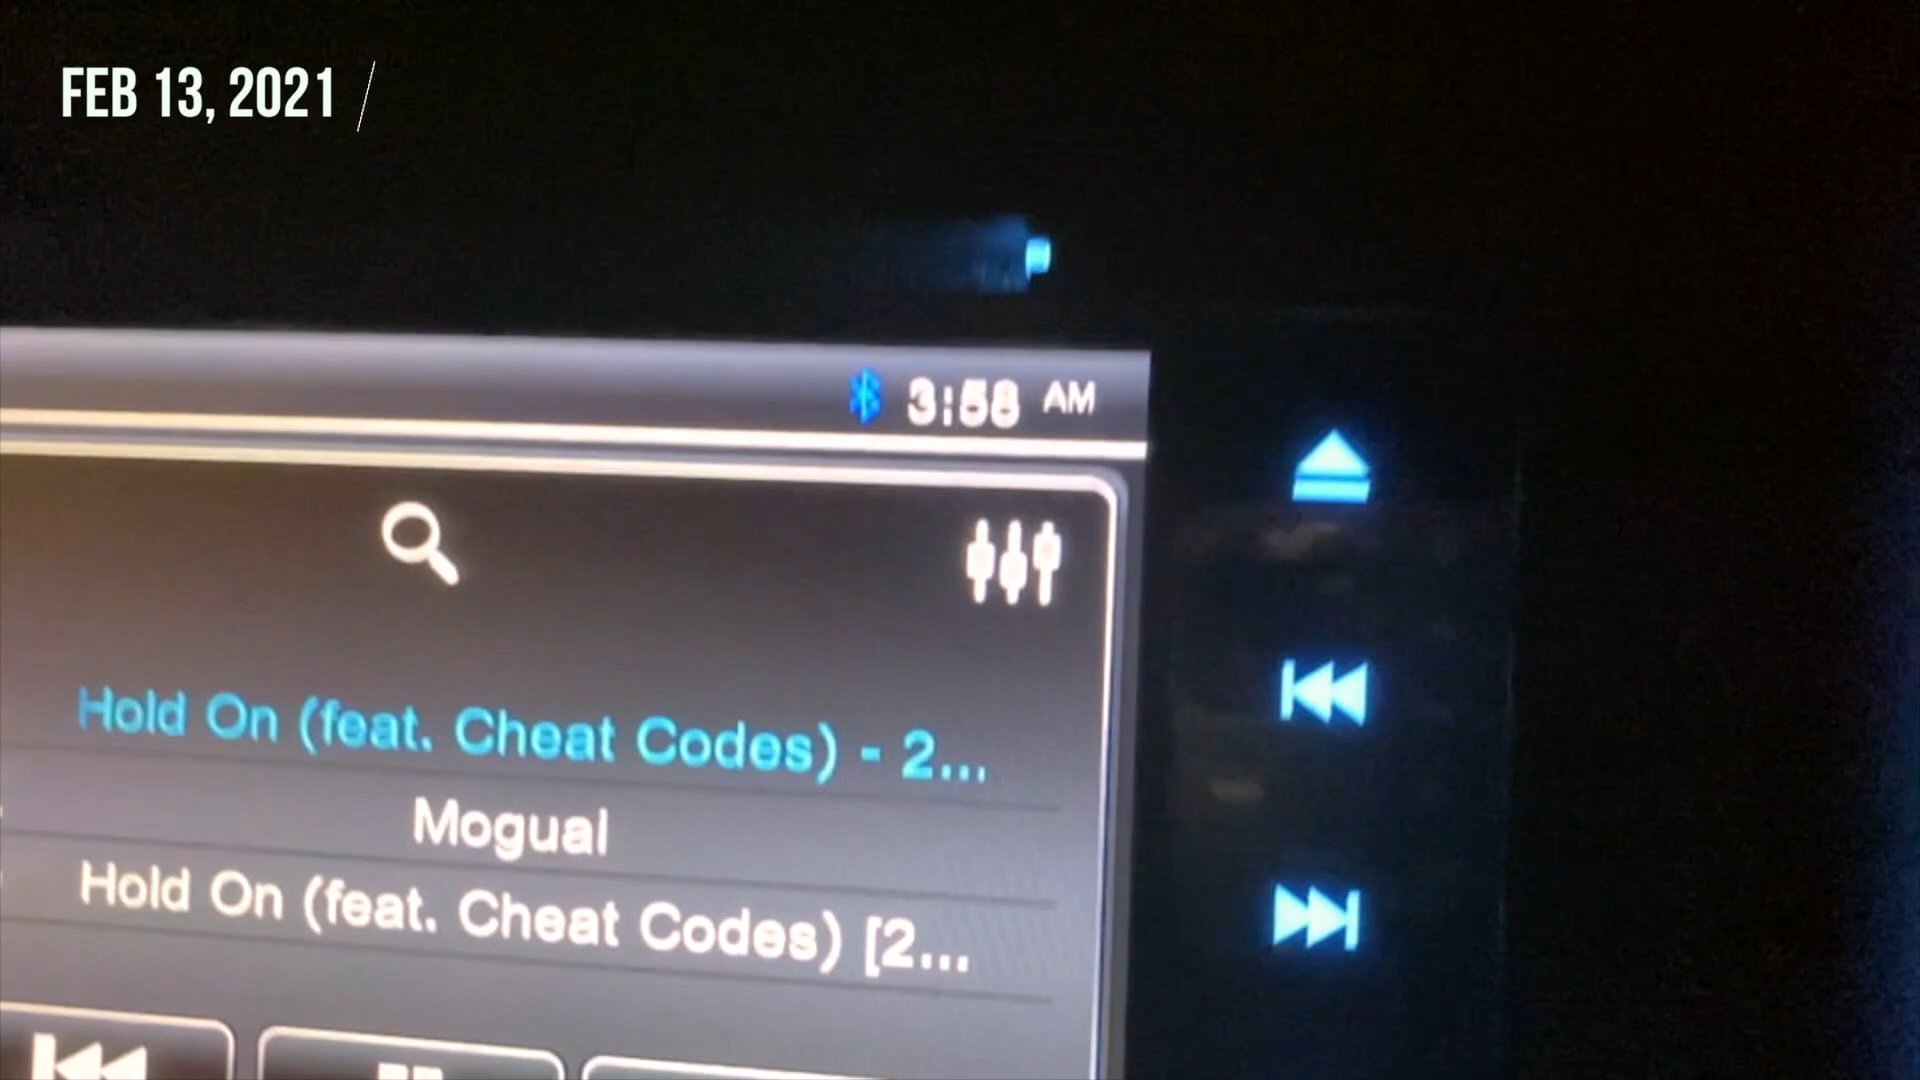 FEB 13, 2021 /
3:58 AM
Hold On (feat. Cheat Codes) - 2...
Mogual
Hold On (feat. Cheat Codes) [2...